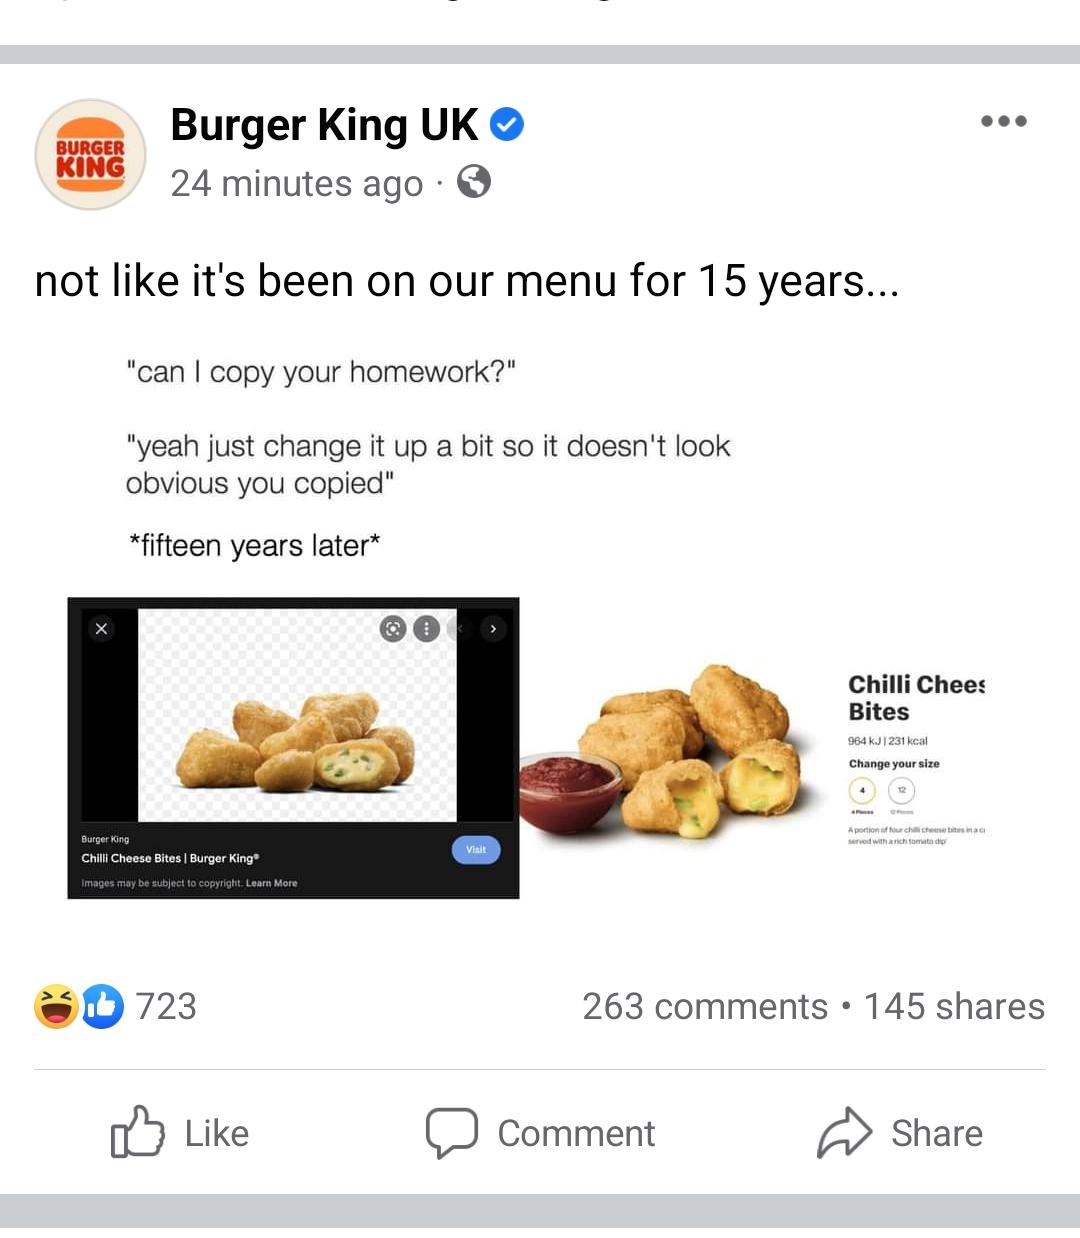 Burger King UK
24 minutes ago ·
BURGER
KING
not like it's been on our menu for 15 years...
"can I copy your homework?"
"yeah just change it up a bit so it doesn't look
obvious you copied"
*fifteen years later*
Burger King
Chilli Cheese Bites | Burger King®
Visit
Images may be subject to copyright. Learn More
Chilli Chees
Bites
964 kJ | 231 kcal
Change your size
4
12
4 Pieces
12 Pieces
A portion of four chilli cheese bites in a
served with a rich tomato dip
723
263 comments • 145 shares
Like
Comment
Share